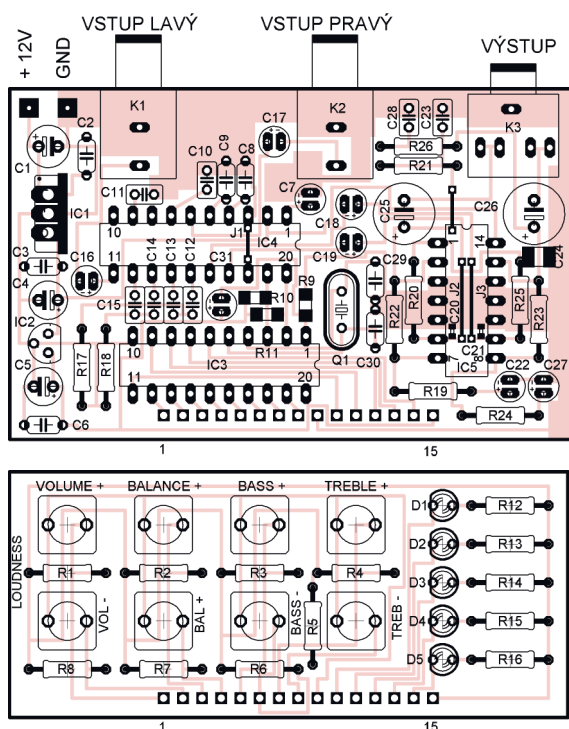 VSTUP LAVÝ
VSTUP PRAVÝ
VÝSTUP
+ 12V
GND
K1
K2
K3
C28
C23
C17
C2
C1
R26
R21
C10
C9
C8
C11
C7
C25
C26
IC1
C18
10
J1
1
IC4
1
14
C14
C13
C12
C31
C19
C3
C16
11
20
C29
C24
C4
C15
R10
R9
R22
R20
C20
J2
J3
R25
R23
IC2
Q1
R17
R18
10
R11
1
C30
C21
IC3
7
8
IC5
C5
11
20
R19
C22
C27
R24
C6
1
15
VOLUME +
BALANCE +
BASS +
TREBLE +
D1
R12
D2
R13
LOUDNESS
R1
R2
R3
R4
D3
R14
VOL -
BAL +
BASS -
R5
TREB -
D4
R15
R8
R7
R6
D5
R16
1
15